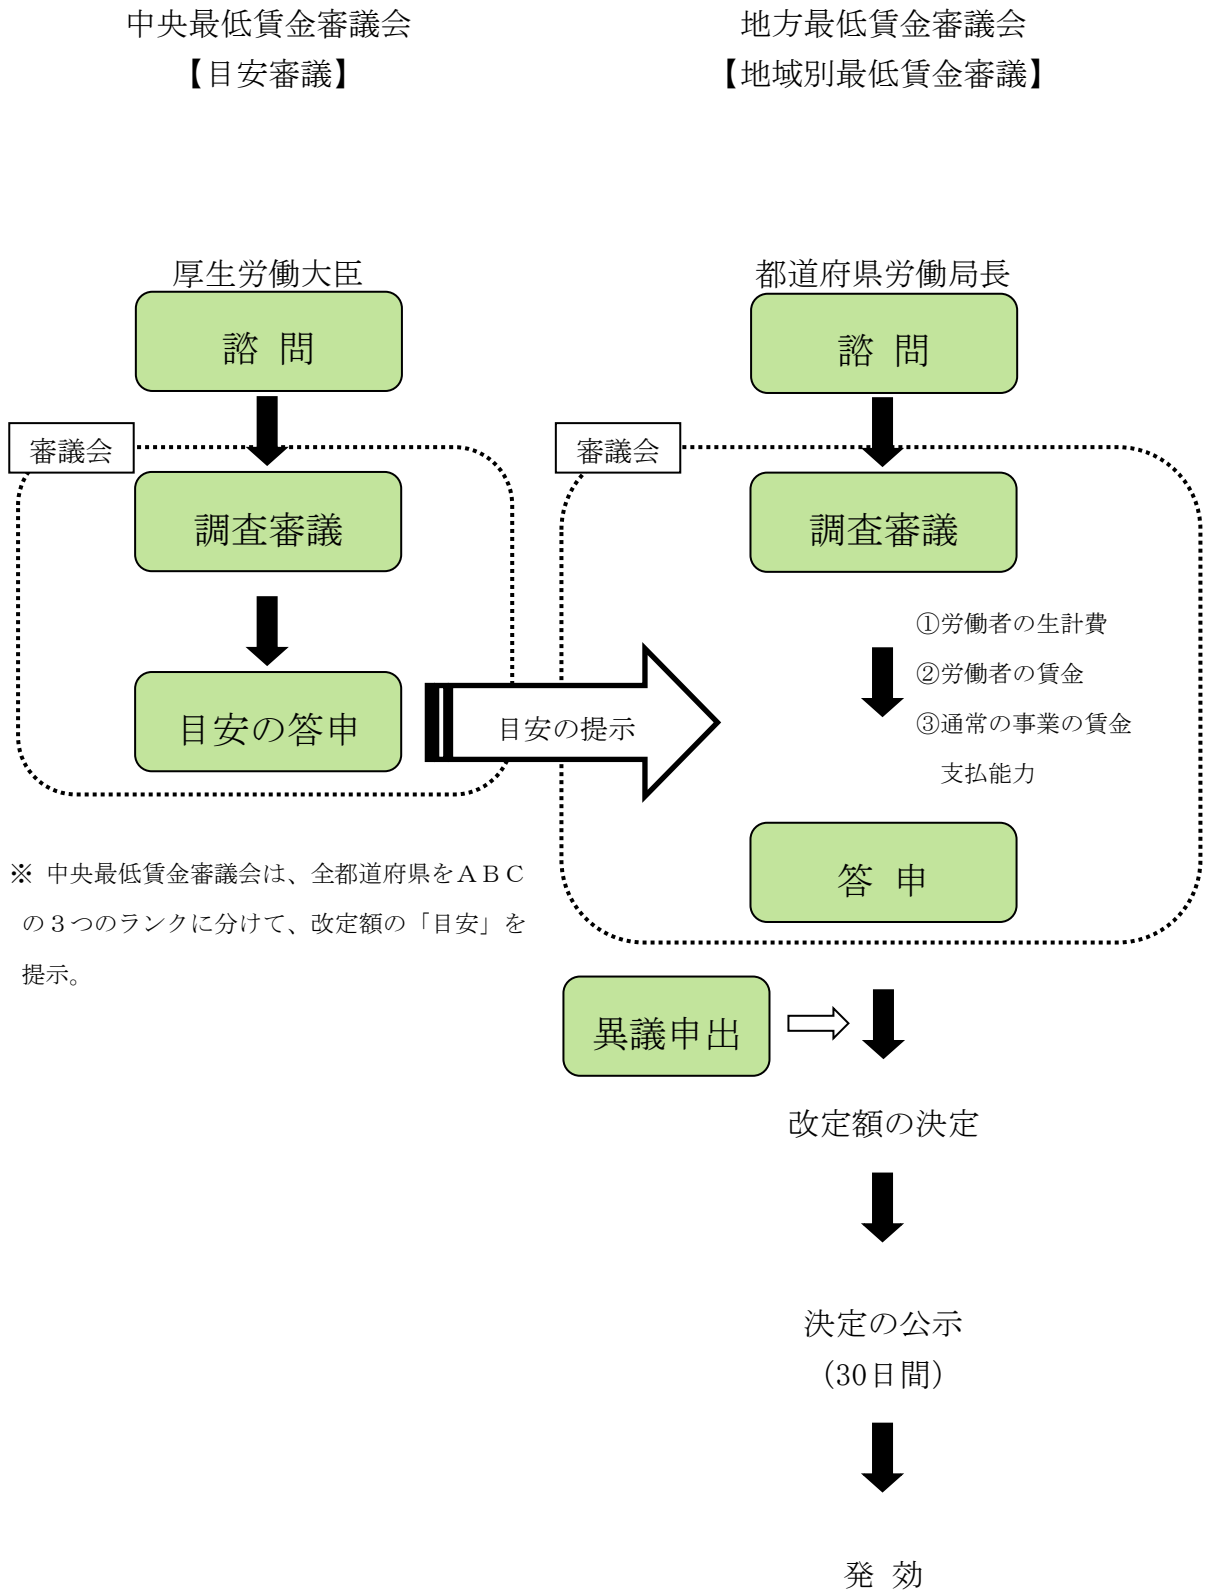 中央最低賃金審議会
【目安審議】
地方最低賃金審議会
【地域別最低賃金審議】
厚生労働大臣
諮 問
審議会
調査審議
目安の答申
目安の提示
※ 中央最低賃金審議会は、全都道府県をＡＢＣ
の３つのランクに分けて、改定額の「目安」を
提示。
都道府県労働局長
諮 問
審議会
調査審議
①労働者の生計費
②労働者の賃金
③通常の事業の賃金
支払能力
答 申
異議申出
改定額の決定
決定の公示
（30日間）
発 効